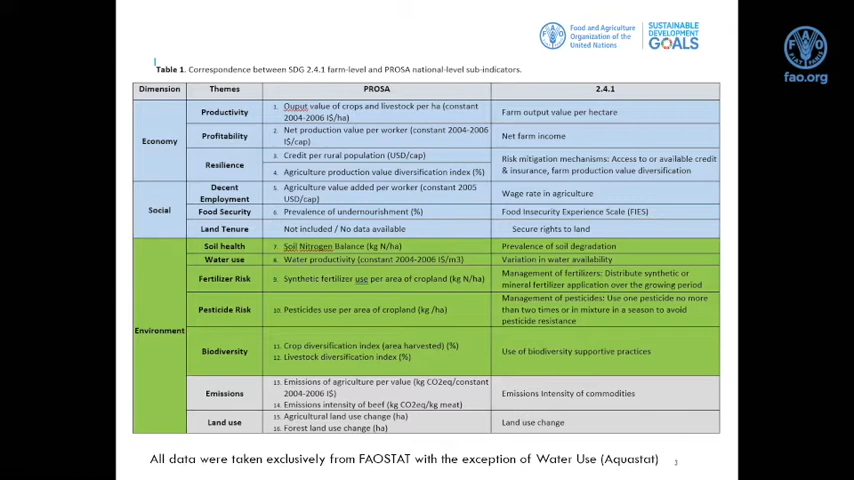 Food and Agriculture
Organization of the
United Nations
SUSTAINABLE
DEVELOPMENT
GOALS
FAO
FIAT PANIS
fao.org
Table 1. Correspondence between SDG 2.4.1 farm-level and PROSA national-level sub-indicators.
Dimension Themes PROSA 2.4.1
Economy
Productivity
1. Ouput value of crops and livestock per ha (constant
2004-2006 I$/ha)
Farm output value per hectare
Profitability
2. Net production value per worker (constant 2004-2006
I$/cap)
Net farm income
Resilience
3. Credit per rural population (USD/cap)
4. Agriculture production value diversification index (%)
Risk mitigation mechanisms: Access to or available credit
& insurance, farm production value diversification
Social
Decent
Employment
5. Agriculture value added per worker (constant 2005
USD/cap)
Wage rate in agriculture
Food Security
6. Prevalence of undernourishment (%)
Food Insecurity Experience Scale (FIES)
Land Tenure
Not included / No data available
Secure rights to land
Environment
Soil health
7. Soil Nitrogen Balance (kg N/ha)
Prevalence of soil degradation
Water use
8. Water productivity (constant 2004-2006 I$/m3)
Variation in water availability
Fertilizer Risk
9. Synthetic fertilizer use per area of cropland (kg N/ha)
Management of fertilizers: Distribute synthetic or
mineral fertilizer application over the growing period
Pesticide Risk
10. Pesticides use per area of cropland (kg /ha)
Management of pesticides: Use one pesticide no more
than two times or in mixture in a season to avoid
pesticide resistance
Biodiversity
11. Crop diversification index (area harvested) (%)
12. Livestock diversification index (%)
Use of biodiversity supportive practices
Emissions
13. Emissions of agriculture per value (kg CO2eq/constant
2004-2006 I$)
14. Emissions intensity of beef (kg CO2eq/kg meat)
Emissions Intensity of commodities
Land use
15. Agricultural land use change (ha)
16. Forest land use change (ha)
Land use change
All data were taken exclusively from FAOSTAT with the exception of Water Use (Aquastat)
3